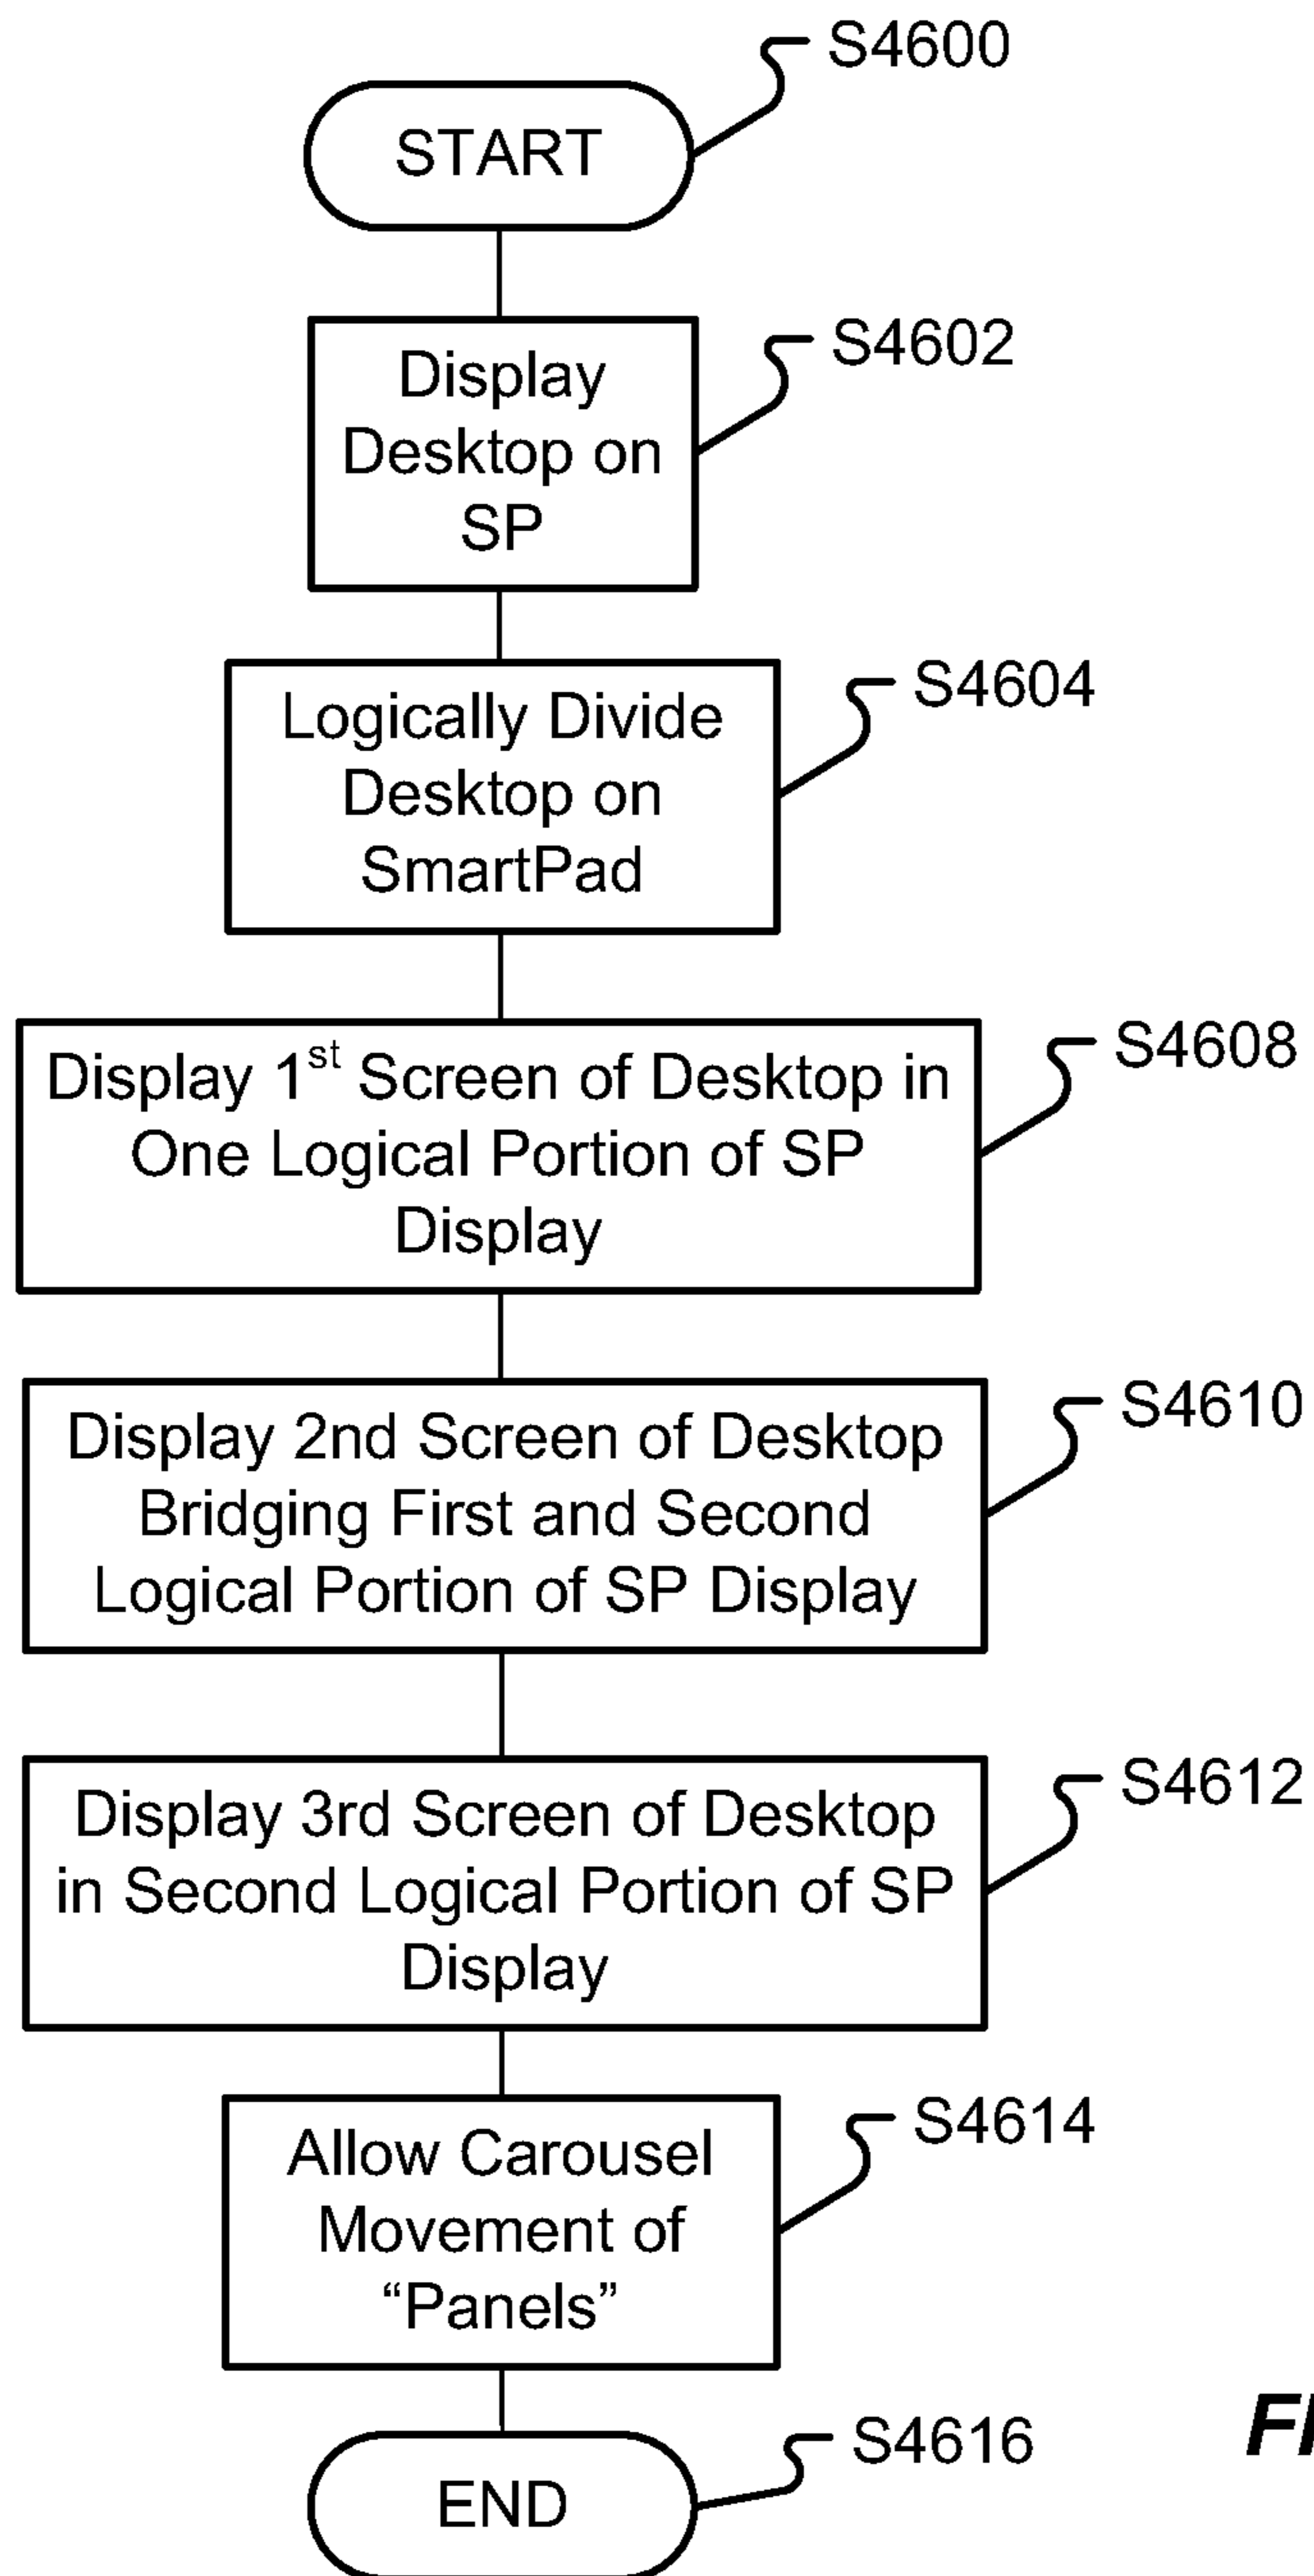 S4600
START
S4602
Display
Desktop on
SP
S4604
Logically Divide
Desktop on
SmartPad
S4608
Display 1st Screen of Desktop in
One Logical Portion of SP
Display
S4610
Display 2nd Screen of Desktop
Bridging First and Second
Logical Portion of SP Display
S4612
Display 3rd Screen of Desktop
in Second Logical Portion of SP
Display
S4614
Allow Carousel
Movement of
“Panels”
S4616
END